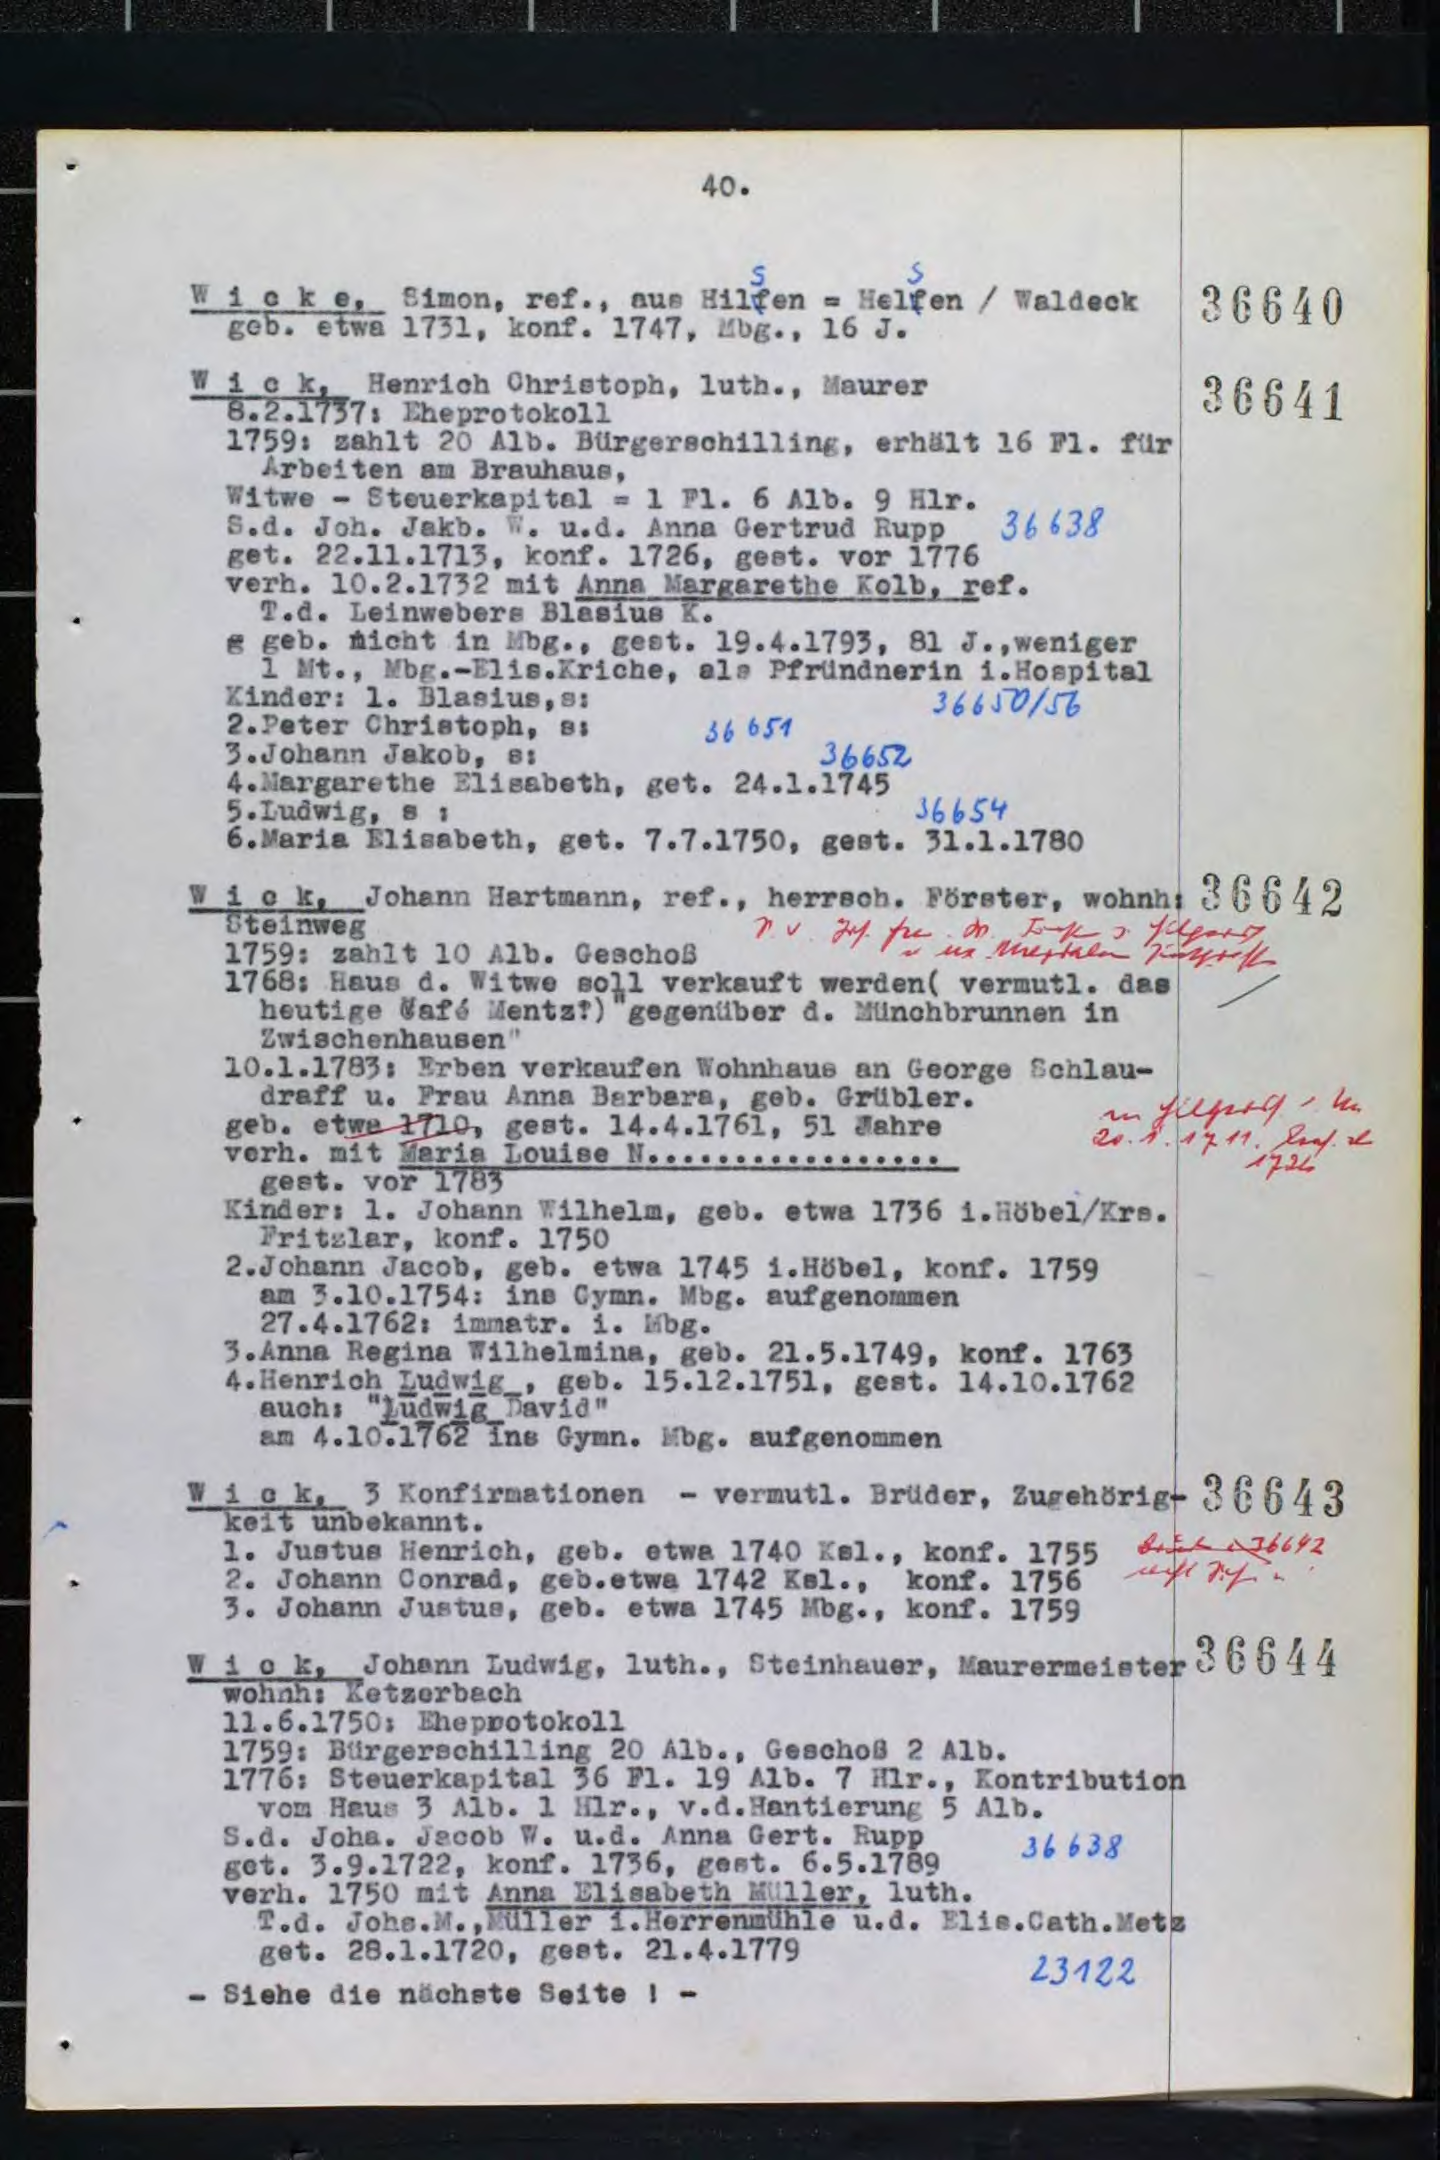 40.
W i c k e, Simon, ref., aus Hilsen = Helsen / Waldeck 36640
geb. etwa 1731, konf. 1747, Mbg., 16 J.
W i c k, Henrich Christoph, luth., Maurer 36641
8.2.1737: Eheprotokoll
1759: zahlt 20 Alb. Bürgerschilling, erhält 16 Fl. für
Arbeiten am Brauhaus,
Witwe - Steuerkapital = 1 Fl. 6 Alb. 9 Hlr.
S.d. Joh. Jakb. W. u.d. Anna Gertrud Rupp 36638
get. 22.11.1713, konf. 1726, gest. vor 1776
verh. 10.2.1732 mit Anna Margarethe Kolb, ref.
T.d. Leinwebers Blasius K.
g geb. nicht in Mbg., gest. 19.4.1793, 81 J.,weniger
1 Mt., Mbg.-Elis.Kriche, als Pfründnerin i.Hospital
Kinder: 1. Blasius,s: 36650/56
2.Peter Christoph, s: 36651
3.Johann Jakob, s: 36652
4.Margarethe Elisabeth, get. 24.1.1745
5.Ludwig, s : 36654
6.Maria Elisabeth, get. 7.7.1750, gest. 31.1.1780
W i c k, Johann Hartmann, ref., herrsch. Förster, wohnh: 36642
Steinweg
1759: zahlt 10 Alb. Geschoß
1768: Haus d. Witwe soll verkauft werden( vermutl. das
heutige Café Mentz?) "gegenüber d. Münchbrunnen in
Zwischenhausen"
10.1.1783: Erben verkaufen Wohnhaus an George Schlau-
draff u. Frau Anna Barbara, geb. Grübler.
geb. etwa 1710, gest. 14.4.1761, 51 Jahre
20.1.1711.
1726
verh. mit Maria Louise N..................
gest. vor 1783
Kinder: 1. Johann Wilhelm, geb. etwa 1736 i.Höbel/Krs.
Fritzlar, konf. 1750
2.Johann Jacob, geb. etwa 1745 i.Höbel, konf. 1759
am 3.10.1754: ins Gymn. Mbg. aufgenommen
27.4.1762: immatr. i. Mbg.
3.Anna Regina Wilhelmina, geb. 21.5.1749, konf. 1763
4.Henrich Ludwig , geb. 15.12.1751, gest. 14.10.1762
auch: "Ludwig David"
am 4.10.1762 ins Gymn. Mbg. aufgenommen
W i c k, 3 Konfirmationen - vermutl. Brüder, Zugehörig- 36643
keit unbekannt.
1. Justus Henrich, geb. etwa 1740 Ksl., konf. 1755 36642
2. Johann Conrad, geb.etwa 1742 Ksl., konf. 1756
3. Johann Justus, geb. etwa 1745 Mbg., konf. 1759
W i c k, Johann Ludwig, luth., Steinhauer, Maurermeister 36644
wohnh: Ketzerbach
11.6.1750: Eheprotokoll
1759: Bürgerschilling 20 Alb., Geschoß 2 Alb.
1776: Steuerkapital 36 Fl. 19 Alb. 7 Hlr., Kontribution
vom Haus 3 Alb. 1 Hlr., v.d.Hantierung 5 Alb.
S.d. Joha. Jacob W. u.d. Anna Gert. Rupp 36638
get. 3.9.1722, konf. 1736, gest. 6.5.1789
verh. 1750 mit Anna Elisabeth Müller, luth.
T.d. Johs.M.,Müller i.Herrenmühle u.d. Elis.Cath.Metz
get. 28.1.1720, gest. 21.4.1779 23122
- Siehe die nächste Seite ! -